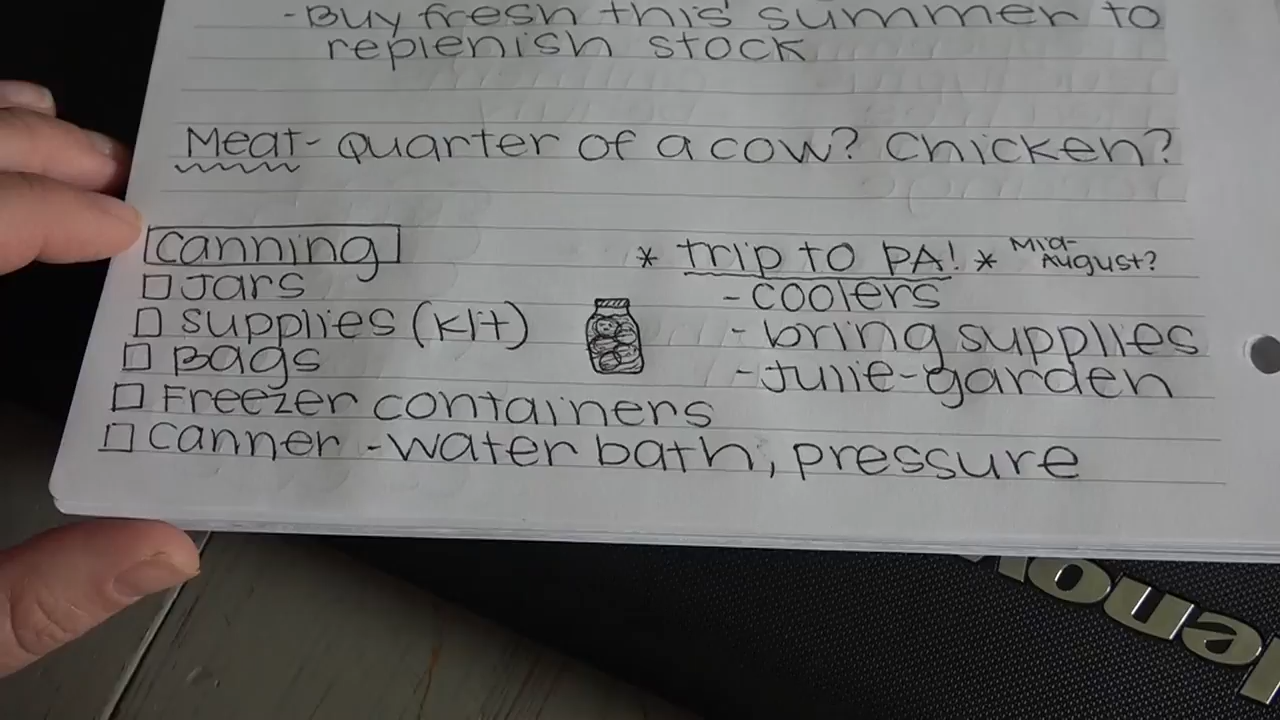 -Buy fresh this summer to
replenish stock
Meat- quarter of a cow? Chicken?
canning
□ Jars
□ supplies (kit)
□ Bags
□ Freezer containers
□ canner - water bath, pressure
* trip to PA! * Mid-August?
- coolers
- bring supplies
- Julie-garden